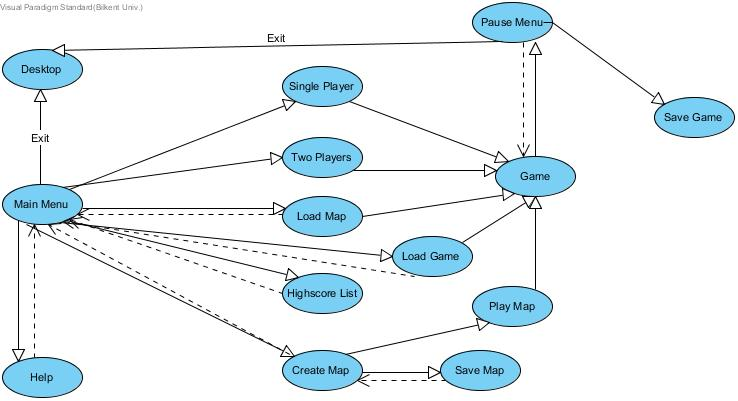 Visual Paradigm Standard(Bilkent Univ.)
Pause Menu
Exit
Desktop
Single Player
Save Game
Exit
Two Players
Game
Main Menu
Load Map
Load Game
Highscore List
Play Map
Help
Create Map
Save Map